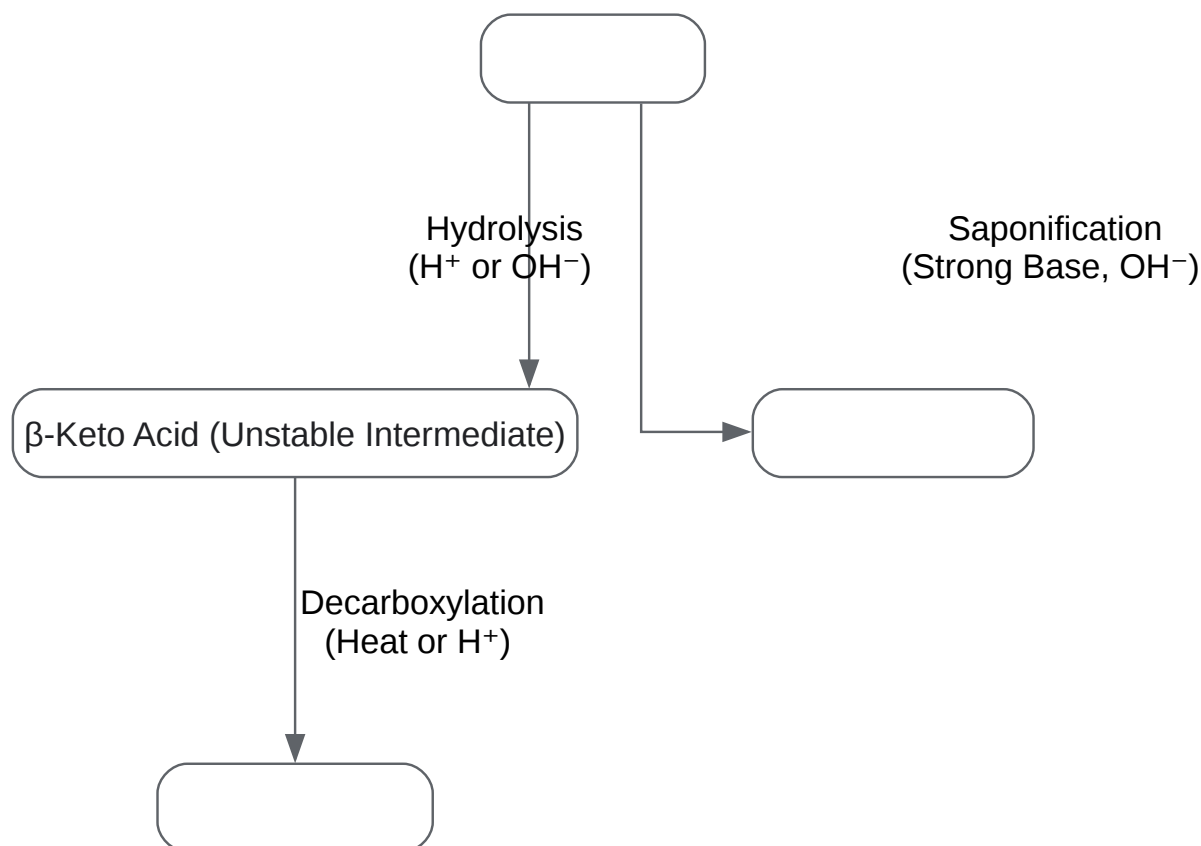 Hydrolysis
(H⁺ or OH⁻)
Saponification
(Strong Base, OH⁻)
β-Keto Acid (Unstable Intermediate)
Decarboxylation
(Heat or H⁺)